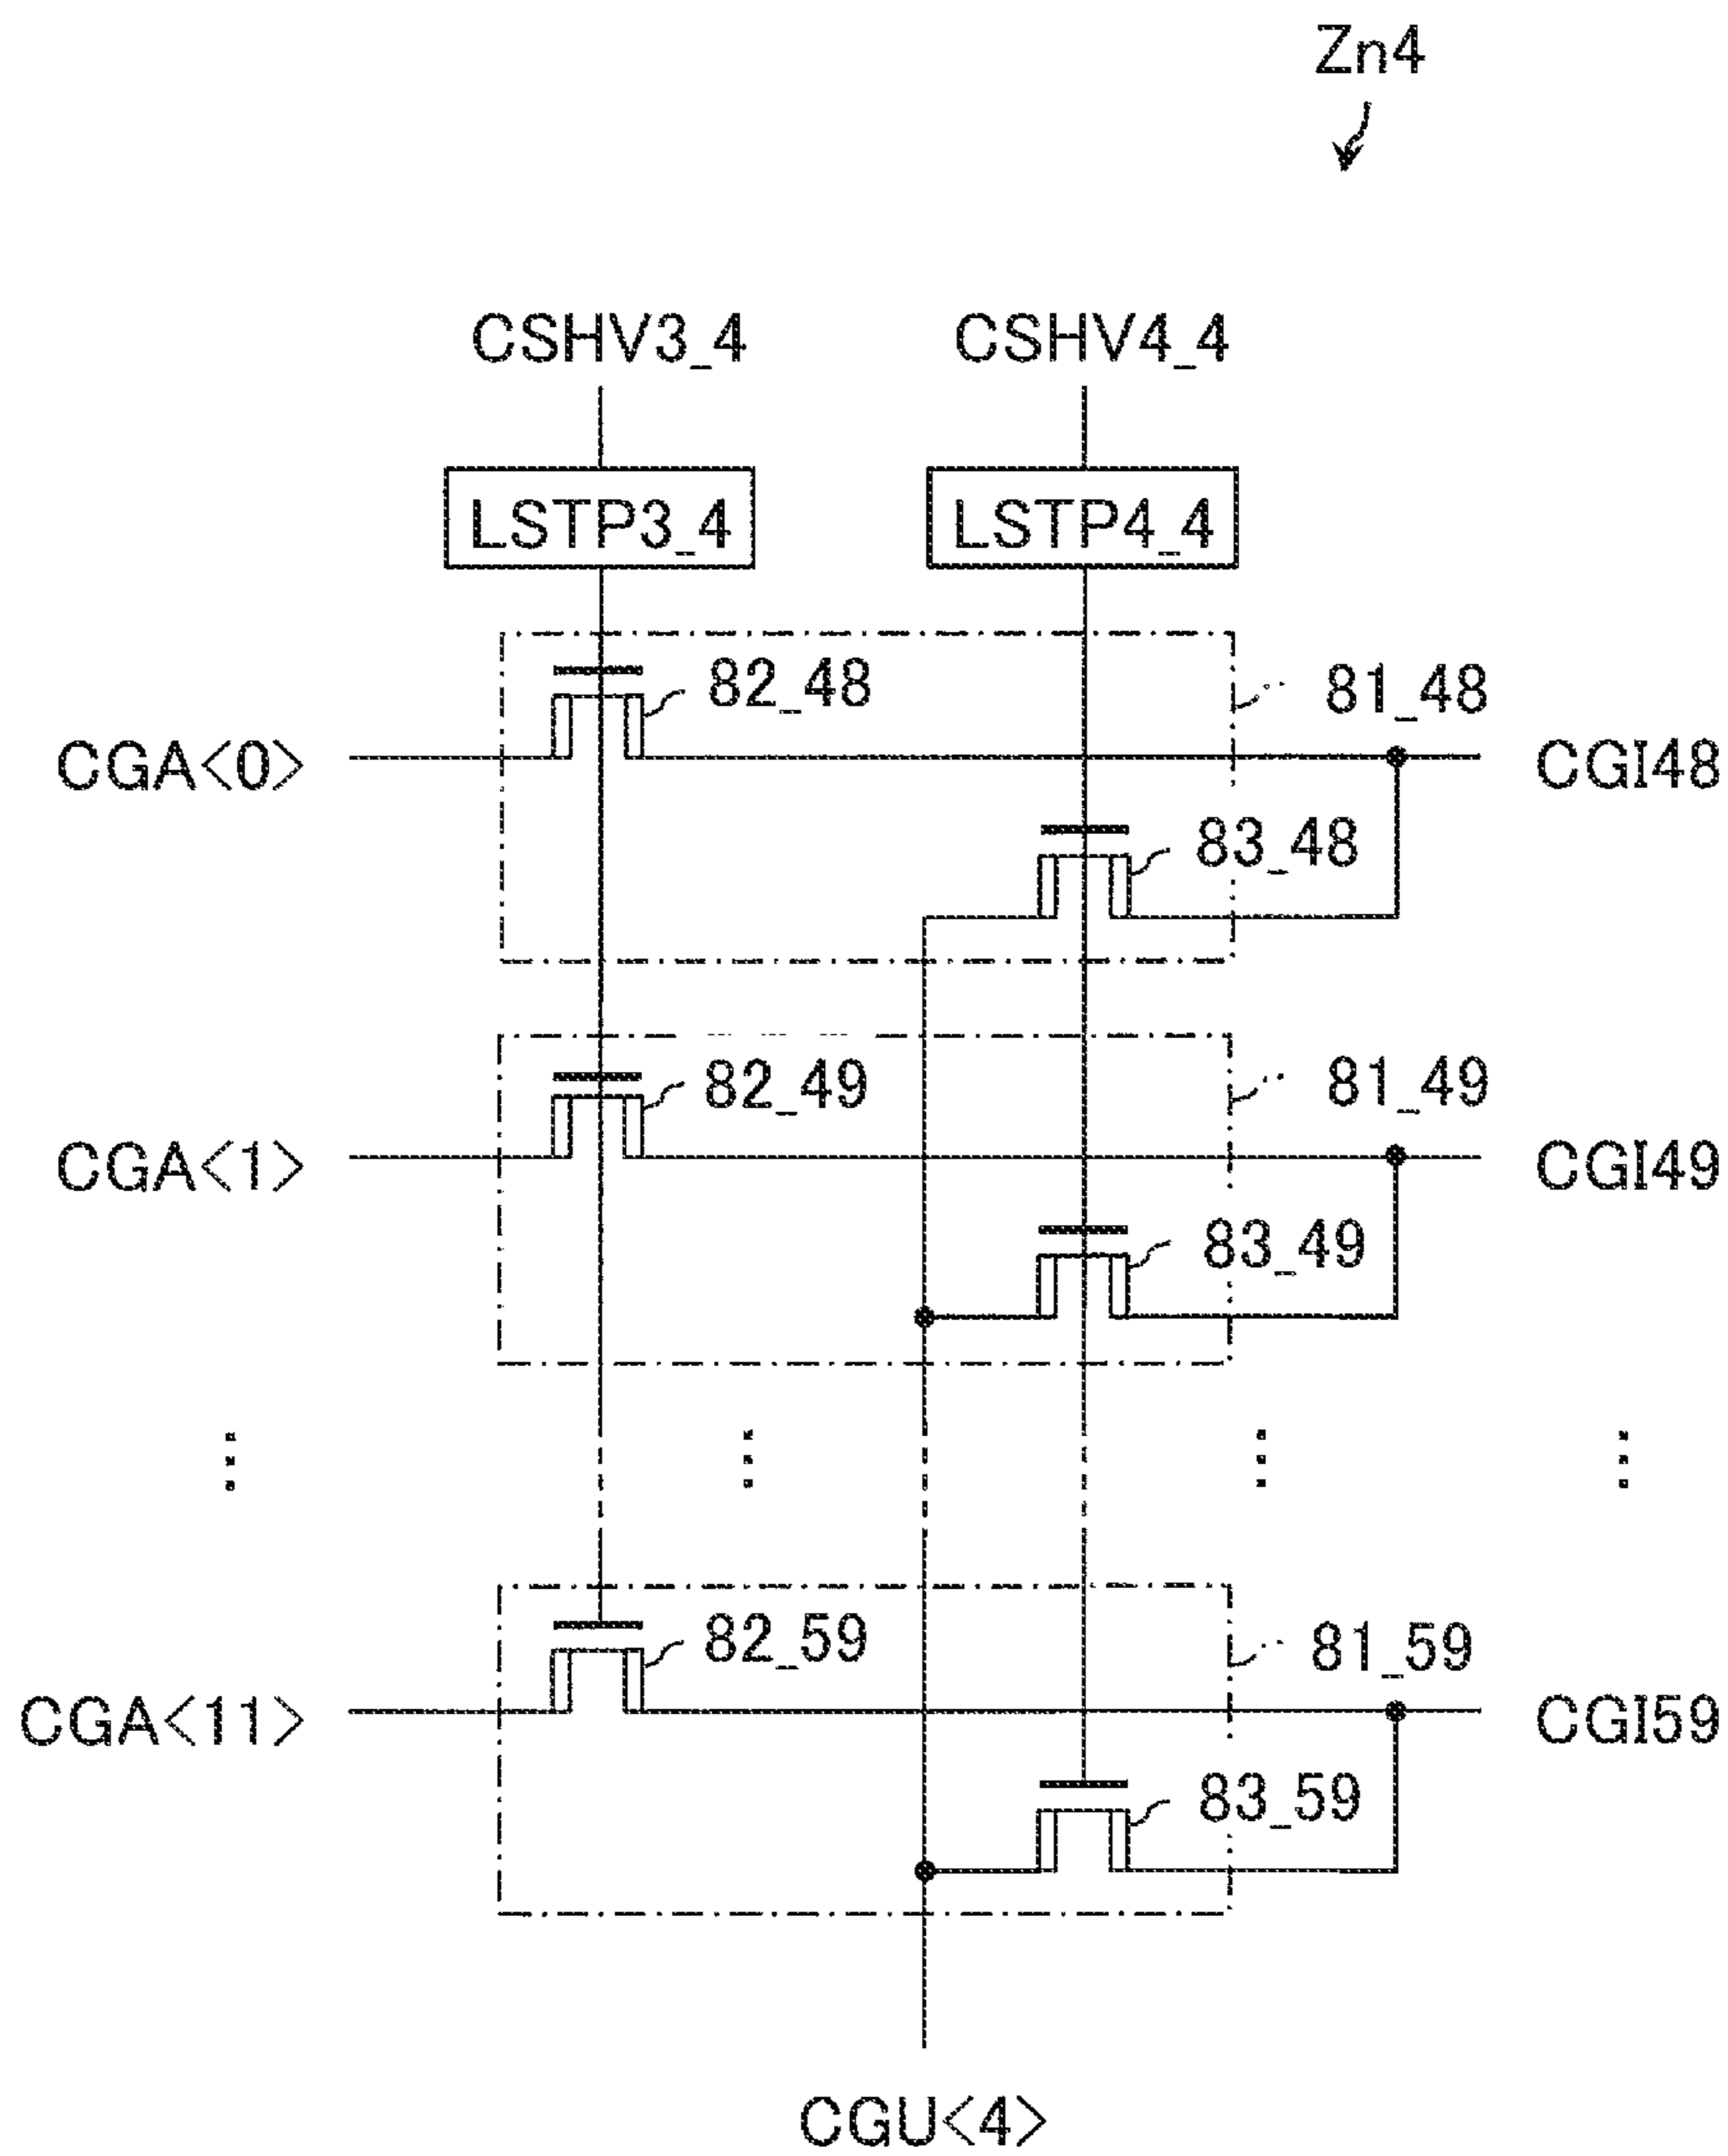 Zn4
CSHV3_4 CSHV4_4
LSTP3_4 LSTP4_4
82_48 81_48
CGA<0> CGI48
83_48
82_49 81_49
CGA<1> CGI49
83_49
82_59 81_59
CGA<11> CGI59
83_59
CGU<4>